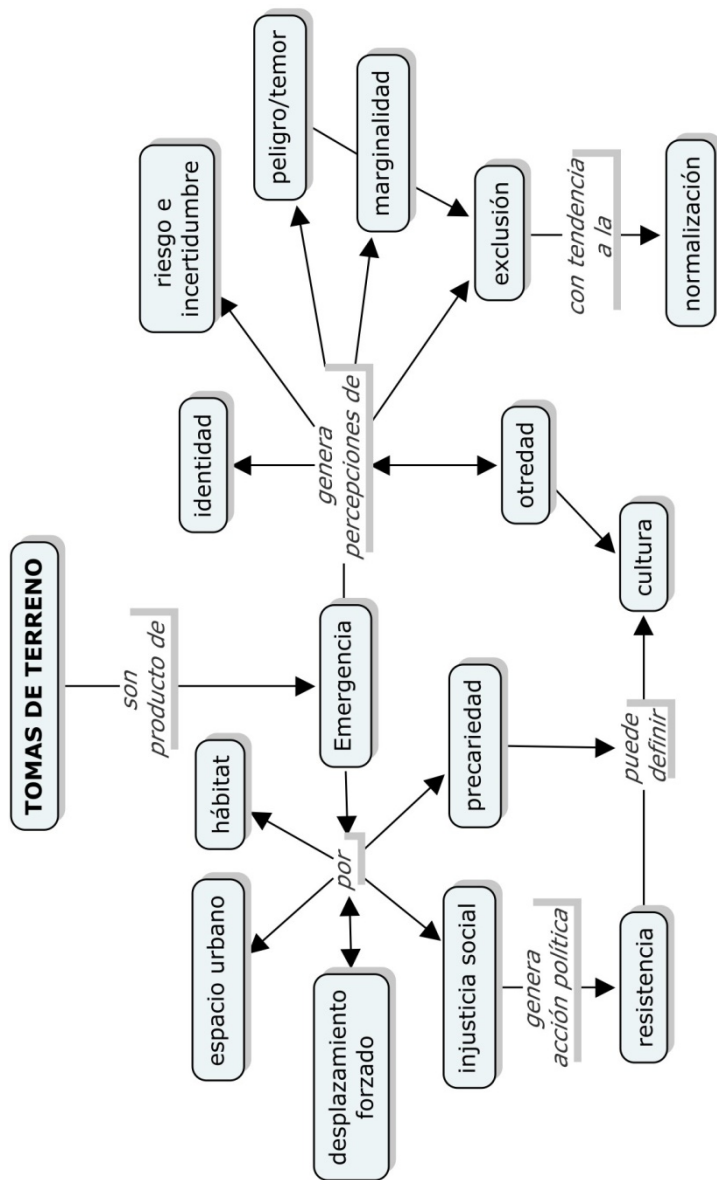 TOMAS DE TERRENO
son
producto de
Emergencia
por
hábitat
espacio urbano
desplazamiento
forzado
injusticia social
precariedad
genera
acción política
resistencia
puede
definir
cultura
genera
percepciones de
identidad
riesgo e
incertidumbre
peligro/temor
marginalidad
exclusión
otredad
con tendencia
a la
normalización